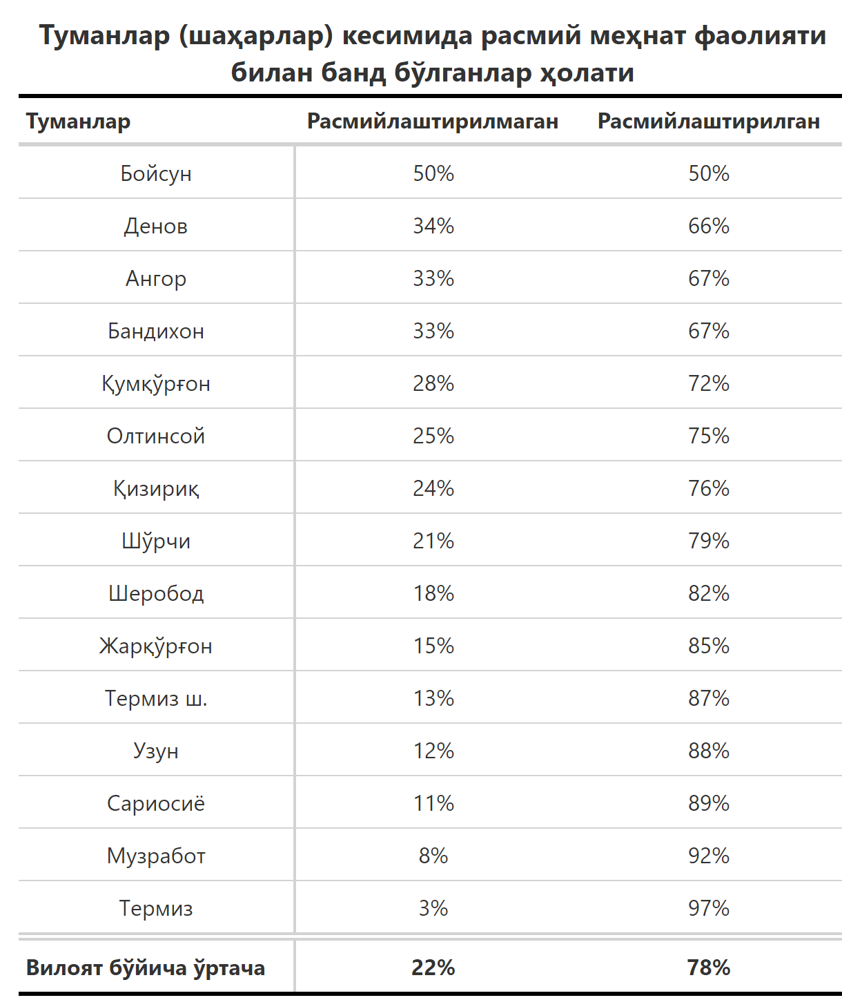 Туманлар (шаҳарлар) кесимида расмий меҳнат фаолияти
билан банд бўлганлар ҳолати
Туманлар Расмийлаштирилмаган Расмийлаштирилган
Бойсун 50% 50%
Денов 34% 66%
Ангор 33% 67%
Бандихон 33% 67%
Қумқўрғон 28% 72%
Олтинсой 25% 75%
Қизириқ 24% 76%
Шўрчи 21% 79%
Шеробод 18% 82%
Жарқўрғон 15% 85%
Термиз ш. 13% 87%
Узун 12% 88%
Сариосиё 11% 89%
Музработ 8% 92%
Термиз 3% 97%
Вилоят бўйича ўртача 22% 78%